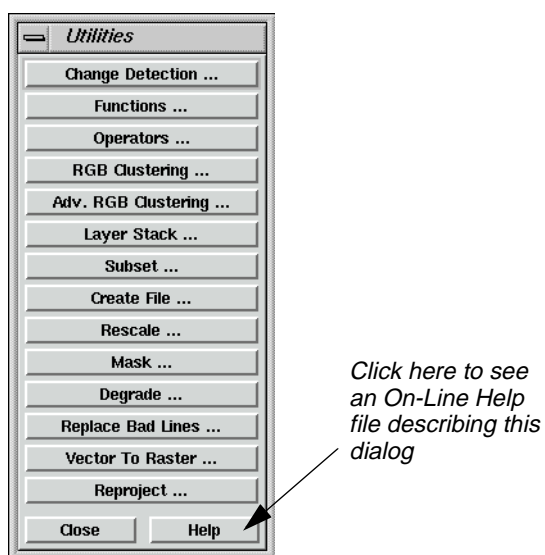 Utilities
Change Detection ...
Functions ...
Operators ...
RGB Clustering ...
Adv. RGB Clustering ...
Layer Stack ...
Subset ...
Create File ...
Rescale ...
Mask ...
Degrade ...
Replace Bad Lines ...
Vector To Raster ...
Reproject ...
Close Help
Click here to see
an On-Line Help
file describing this
dialog